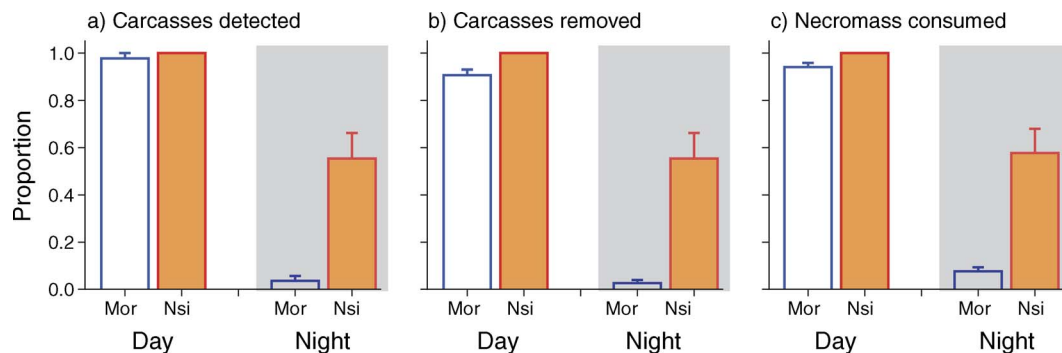 a) Carcasses detected
b) Carcasses removed
c) Necromass consumed
Proportion
1.0
0.8
0.6
0.4
0.2
0.0
Mor Nsi Mor Nsi Mor Nsi Mor Nsi Mor Nsi Mor Nsi
Day Night Day Night Day Night